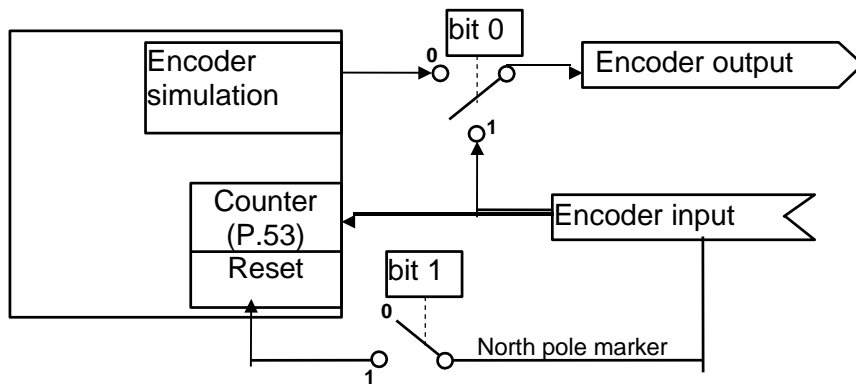 bit 0
Encoder
simulation
0
Encoder output
1
Counter
(P.53)
Encoder input
Reset
bit 1
0
North pole marker
1